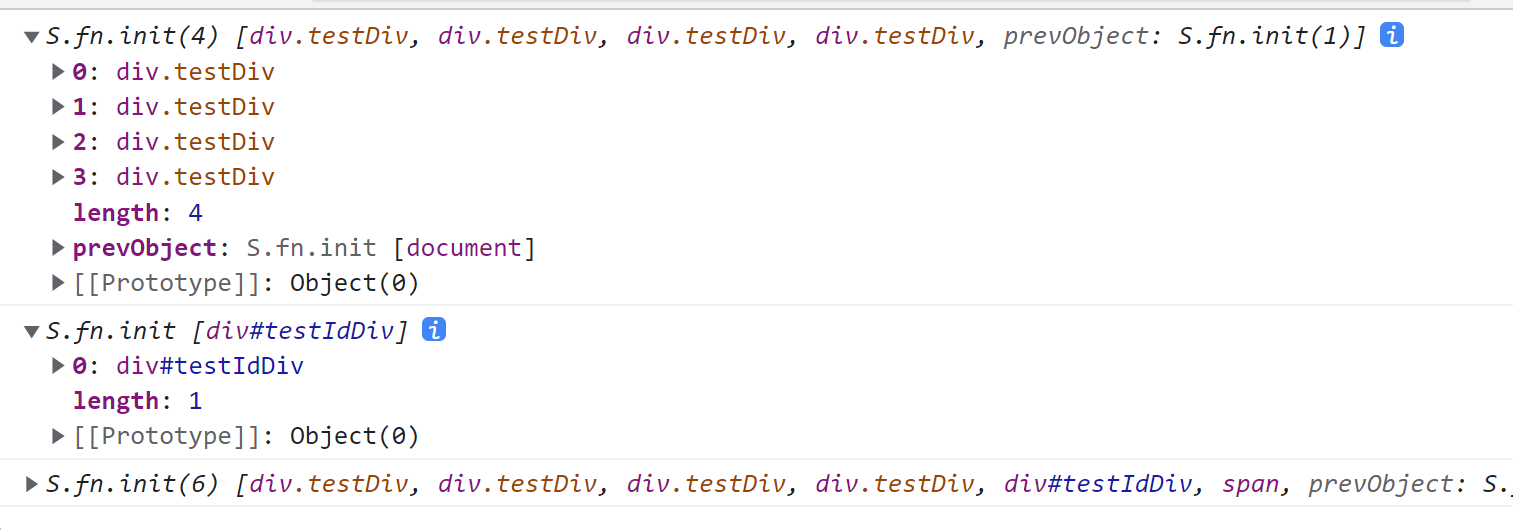 S.fn.init(4) [div.testDiv, div.testDiv, div.testDiv, div.testDiv, prevObject: S.fn.init(1)] i
0: div.testDiv
1: div.testDiv
2: div.testDiv
3: div.testDiv
length: 4
prevObject: S.fn.init [document]
[[Prototype]]: Object(0)
S.fn.init [div#testIdDiv] i
0: div#testIdDiv
length: 1
[[Prototype]]: Object(0)
S.fn.init(6) [div.testDiv, div.testDiv, div.testDiv, div.testDiv, div#testIdDiv, span, prevObject: S.